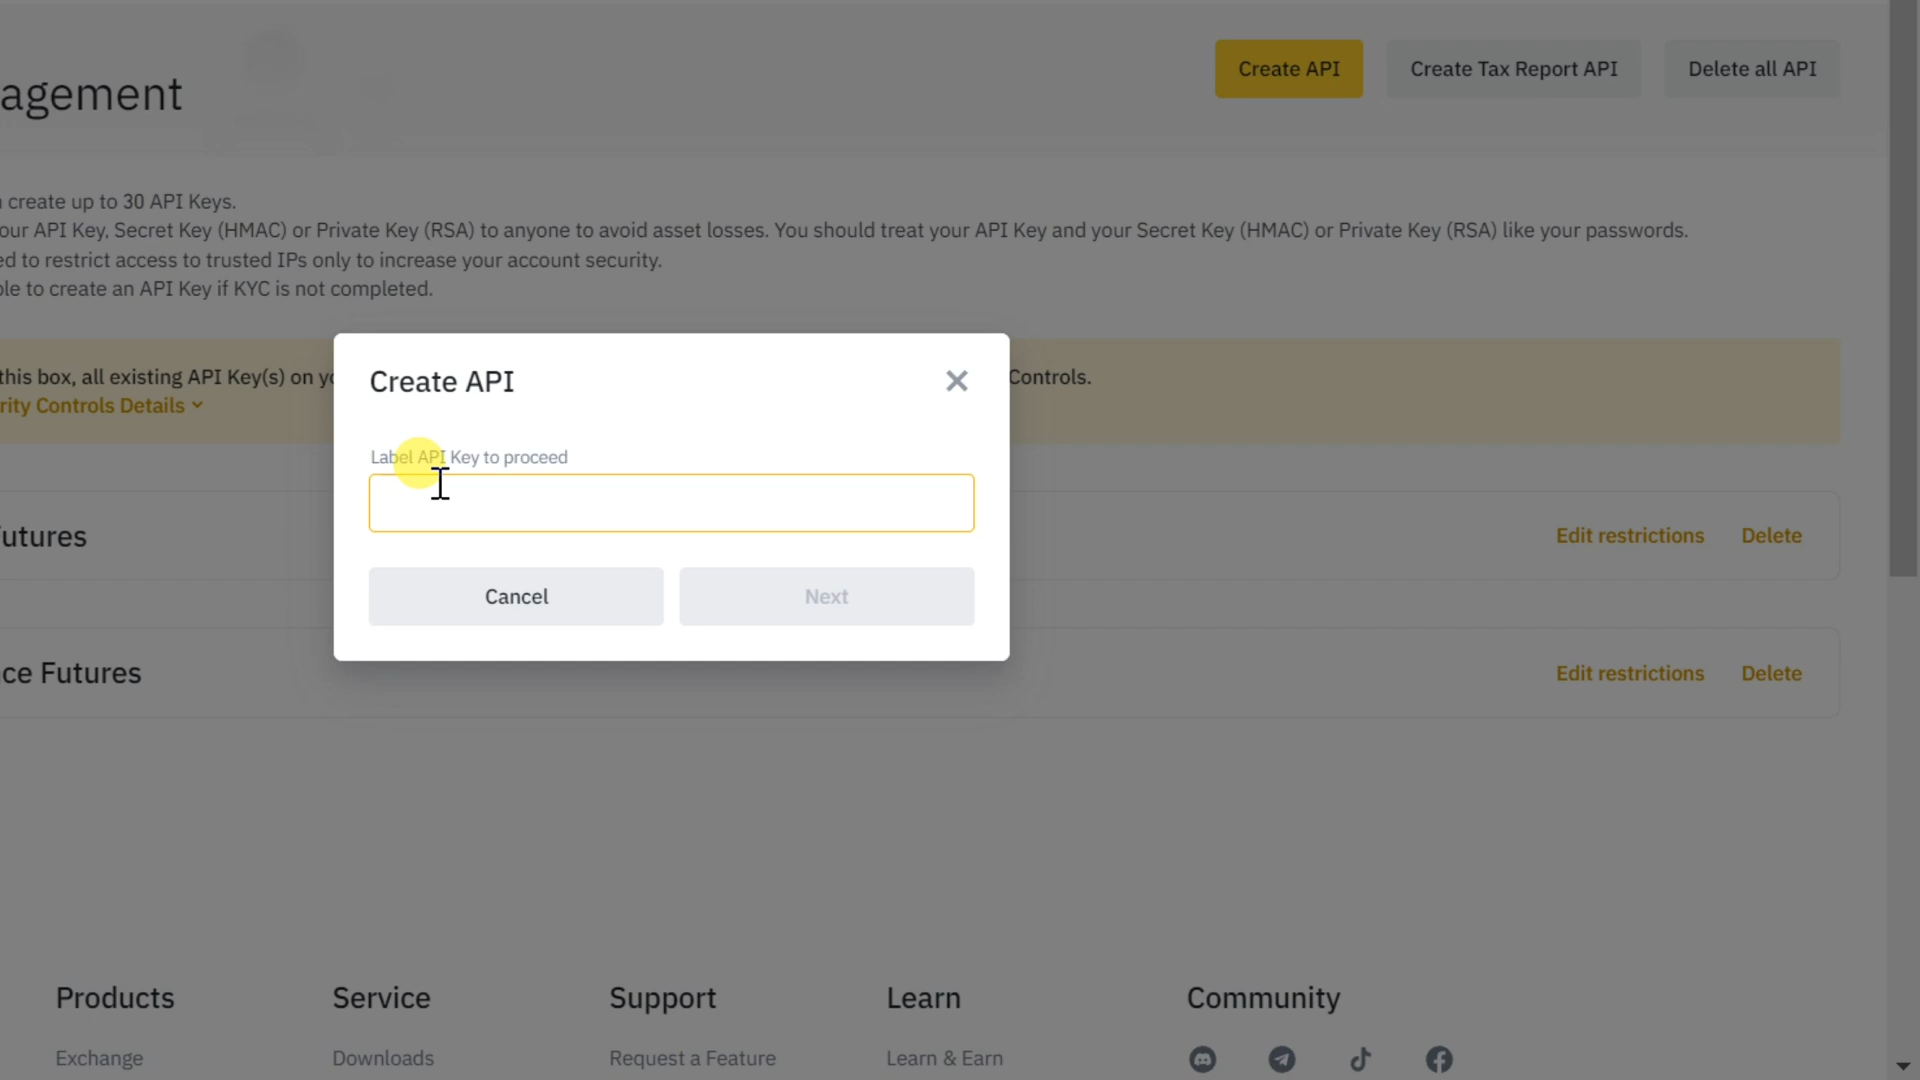 agement
Create API
Create Tax Report API
Delete all API
create up to 30 API Keys.
our API Key, Secret Key (HMAC) or Private Key (RSA) to anyone to avoid asset losses. You should treat your API Key and your Secret Key (HMAC) or Private Key (RSA) like your passwords.
ed to restrict access to trusted IPs only to increase your account security.
le to create an API Key if KYC is not completed.
this box, all existing API Key(s) on yo
Controls.
rity Controls Details
Create API
Label API Key to proceed
Cancel
Next
utures
Edit restrictions
Delete
ce Futures
Edit restrictions
Delete
Products
Service
Support
Learn
Community
Exchange
Downloads
Request a Feature
Learn & Earn